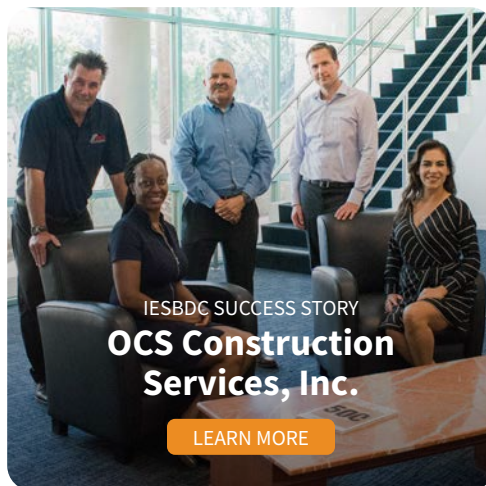 IESBDC SUCCESS STORY
OCS Construction
Services, Inc.
LEARN MORE